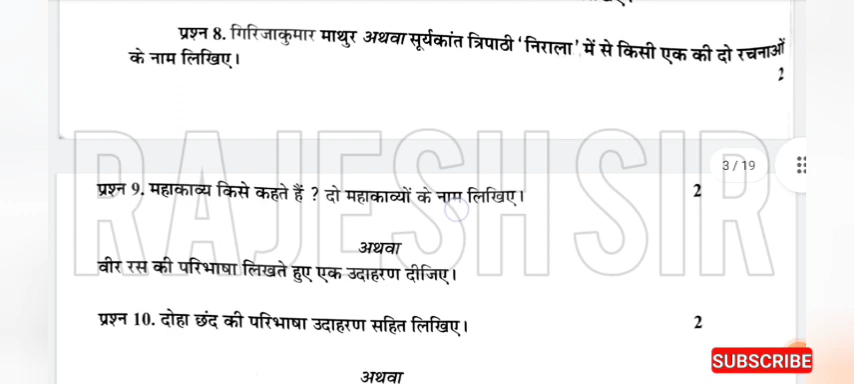 प्रश्न 8. गिरिजाकुमार माथुर अथवा सूर्यकांत त्रिपाठी 'निराला' में से किसी एक की दो रचनाओं
के नाम लिखिए।
2
3 / 19
प्रश्न 9. महाकाव्य किसे कहते हैं ? दो महाकाव्यों के नाम लिखिए। 2
RAJESH SIR
अथवा
वीर रस की परिभाषा लिखते हुए एक उदाहरण दीजिए।
प्रश्न 10. दोहा छंद की परिभाषा उदाहरण सहित लिखिए। 2
SUBSCRIBE
अथवा